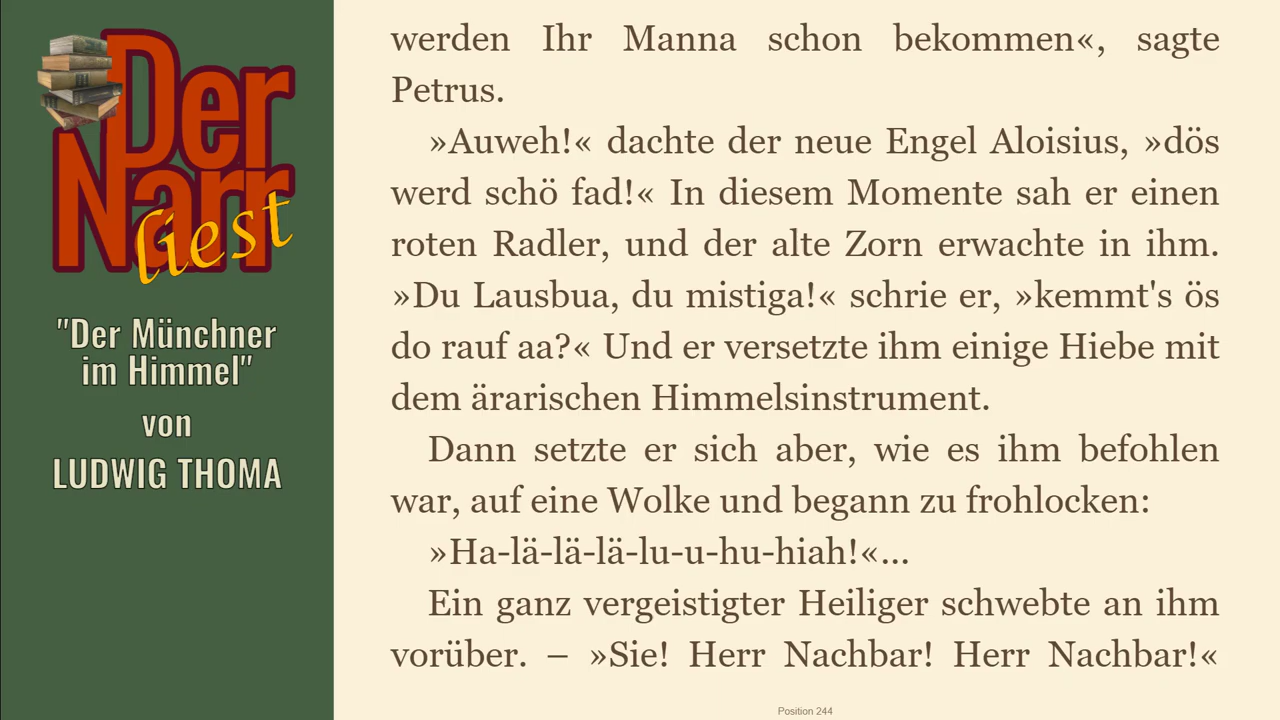 Der
Narr
liest
"Der Münchner
im Himmel"
von
LUDWIG THOMA
werden Ihr Manna schon bekommen«, sagte
Petrus.
»Auweh!« dachte der neue Engel Aloisius, »dös
werd schö fad!« In diesem Momente sah er einen
roten Radler, und der alte Zorn erwachte in ihm.
»Du Lausbua, du mistiga!« schrie er, »kemmt's ös
do rauf aa?« Und er versetzte ihm einige Hiebe mit
dem ärarischen Himmelsinstrument.
Dann setzte er sich aber, wie es ihm befohlen
war, auf eine Wolke und begann zu frohlocken:
»Ha-lä-lä-lä-lu-u-hu-hiah!«...
Ein ganz vergeistigter Heiliger schwebte an ihm
vorüber. – »Sie! Herr Nachbar! Herr Nachbar!«
Position 244